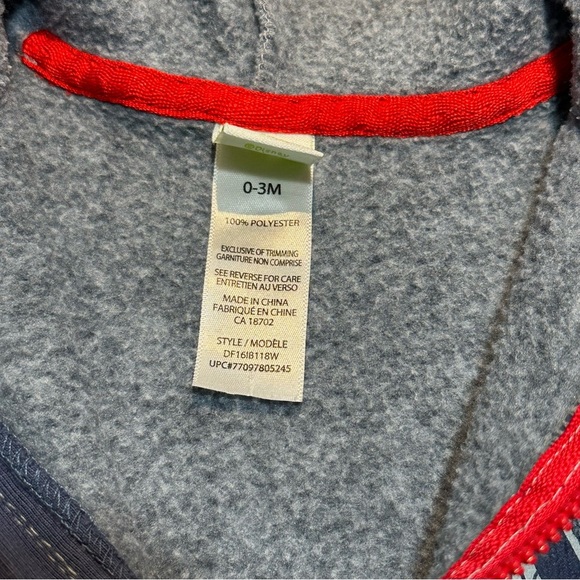 0-3M
100% POLYESTER
EXCLUSIVE OF TRIMMING
GARNITURE NON COMPRISE
SEE REVERSE FOR CARE
ENTRETIEN AU VERSO
MADE IN CHINA
FABRIQUÉ EN CHINE
CA 18702
STYLE / MODÈLE
DF16IB118W
UPC#77097805245